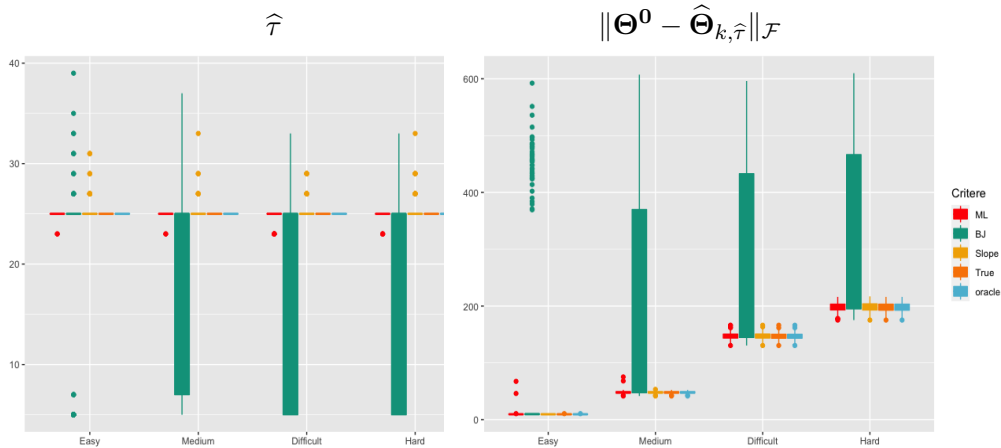 τ̂
‖Θ⁰ − Θ̂ₖ,τ̂‖𝓕
40
30
20
10
Easy Medium Difficult Hard
600
400
200
0
Easy Medium Difficult Hard
Critere
ML
BJ
Slope
True
oracle